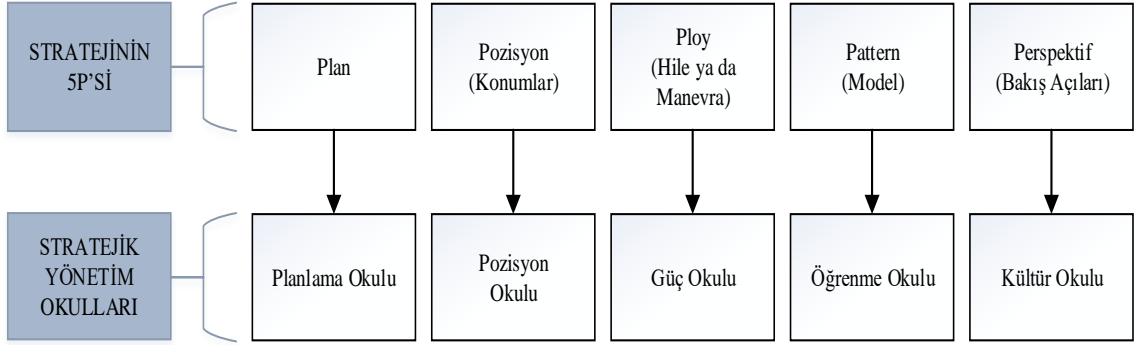 STRATEJİNİN
5P'Sİ
Plan
Pozisyon
(Konumlar)
Ploy
(Hile ya da
Manevra)
Pattern
(Model)
Perspektif
(Bakış Açıları)
STRATEJİK
YÖNETİM
OKULLARI
Planlama Okulu
Pozisyon
Okulu
Güç Okulu
Öğrenme Okulu
Kültür Okulu